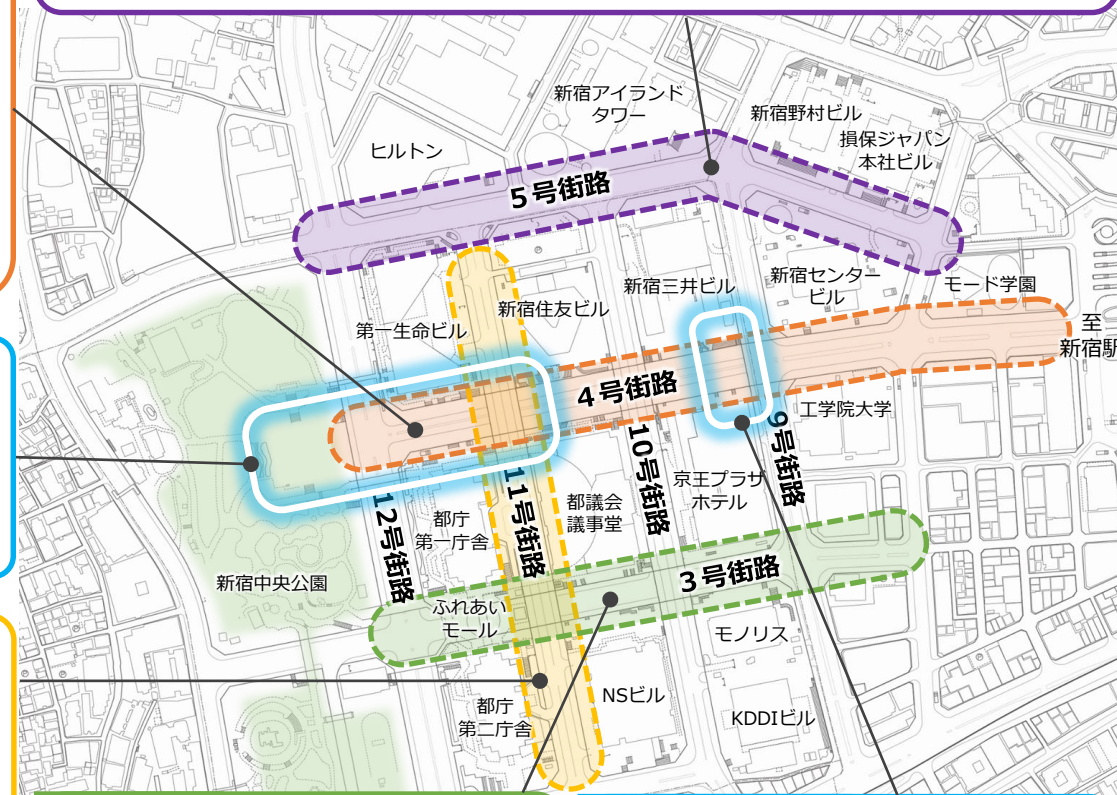 新宿アイランド
タワー
新宿野村ビル
損保ジャパン
本社ビル
ヒルトン
5号街路
新宿三井ビル
新宿センター
ビル
モード学園
新宿住友ビル
第一生命ビル
至
新宿駅
4号街路
工学院大学
9号街路
10号街路
京王プラザ
ホテル
11号街路
都議会
議事堂
12号街路
都庁
第一庁舎
3号街路
新宿中央公園
ふれあい
モール
モノリス
NSビル
都庁
第二庁舎
KDDIビル